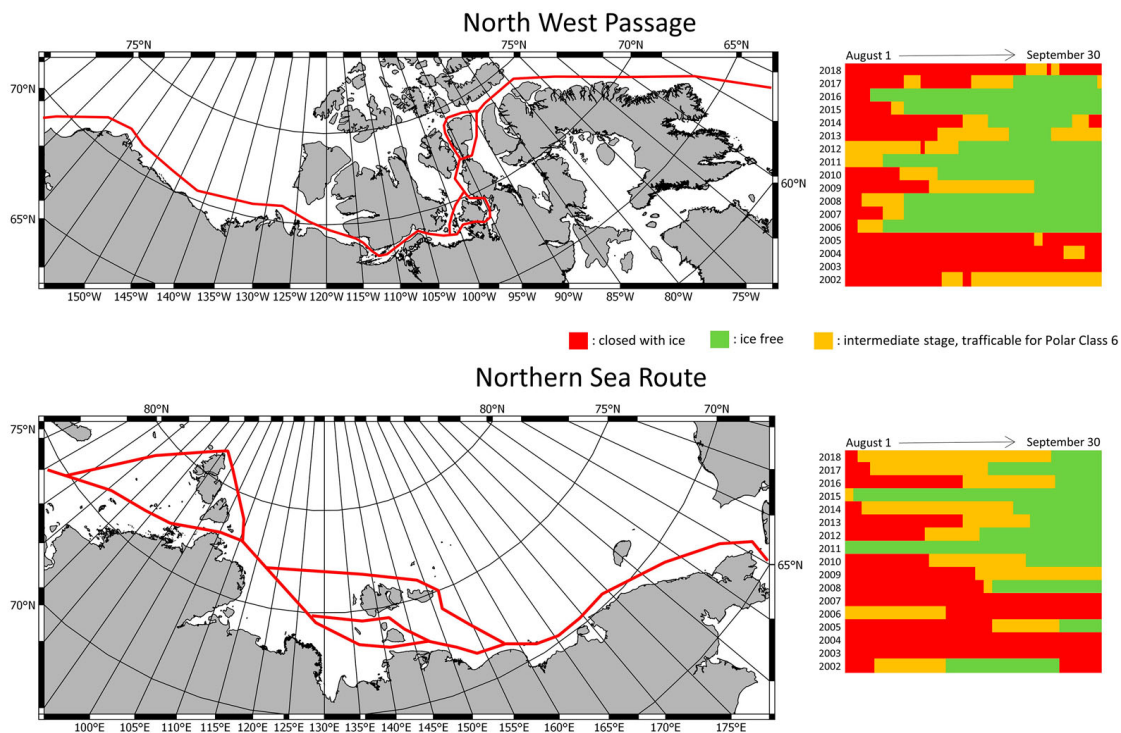 North West Passage
75°N
75°N
70°N
65°N
70°N
65°N
60°N
150°W 145°W 140°W 135°W 130°W 125°W 120°W 115°W 110°W 105°W 100°W 95°W 90°W 85°W 80°W 75°W
August 1 September 30
2018
2017
2016
2015
2014
2013
2012
2011
2010
2009
2008
2007
2006
2005
2004
2003
2002
: closed with ice : ice free : intermediate stage, trafficable for Polar Class 6
Northern Sea Route
80°N 80°N 75°N 70°N
75°N
70°N
65°N
100°E 105°E 110°E 115°E 120°E 130°E 135°E 140°E 145°E 150°E 155°E 160°E 175°E
August 1 September 30
2018
2017
2016
2015
2014
2013
2012
2011
2010
2009
2008
2007
2006
2005
2004
2003
2002